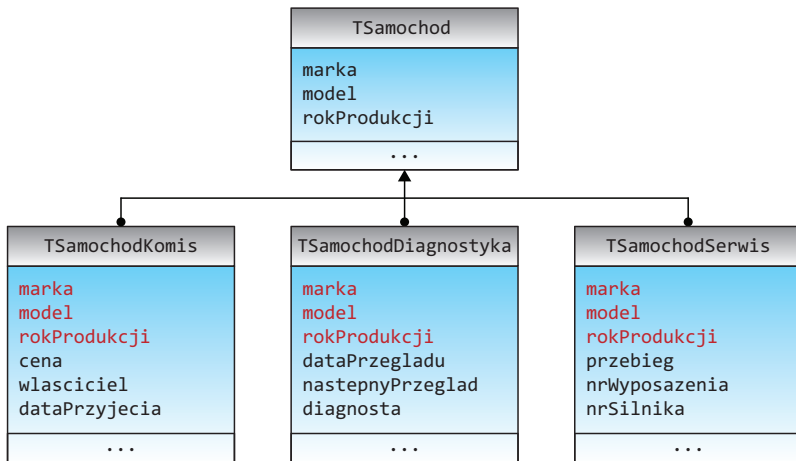 TSamochod
marka
model
rokProdukcji
...
TSamochodKomis
marka
model
rokProdukcji
cena
wlasciciel
dataPrzyjecia
...
TSamochodDiagnostyka
marka
model
rokProdukcji
dataPrzegladu
nastepnyPrzeglad
diagnosta
...
TSamochodSerwis
marka
model
rokProdukcji
przebieg
nrWyposazenia
nrSilnika
...